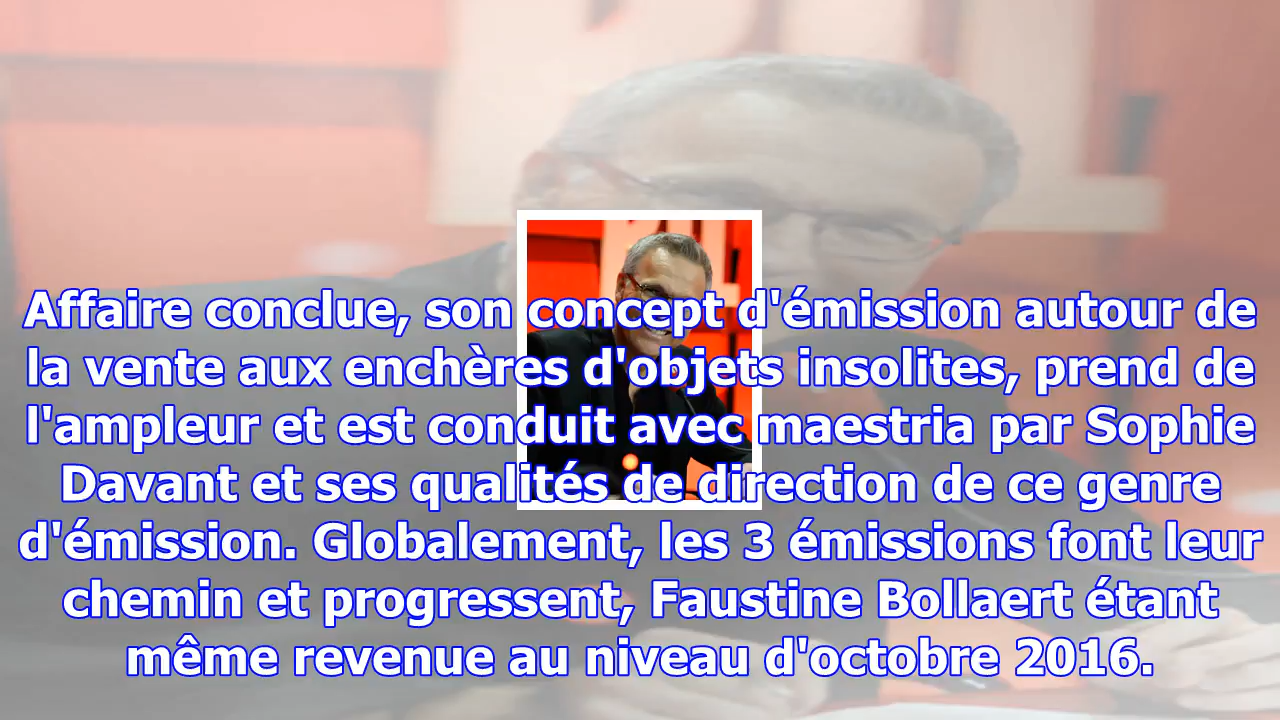 Affaire conclue, son concept d'émission autour de
la vente aux enchères d'objets insolites, prend de
l'ampleur et est conduit avec maestria par Sophie
Davant et ses qualités de direction de ce genre
d'émission. Globalement, les 3 émissions font leur
chemin et progressent, Faustine Bollaert étant
même revenue au niveau d'octobre 2016.